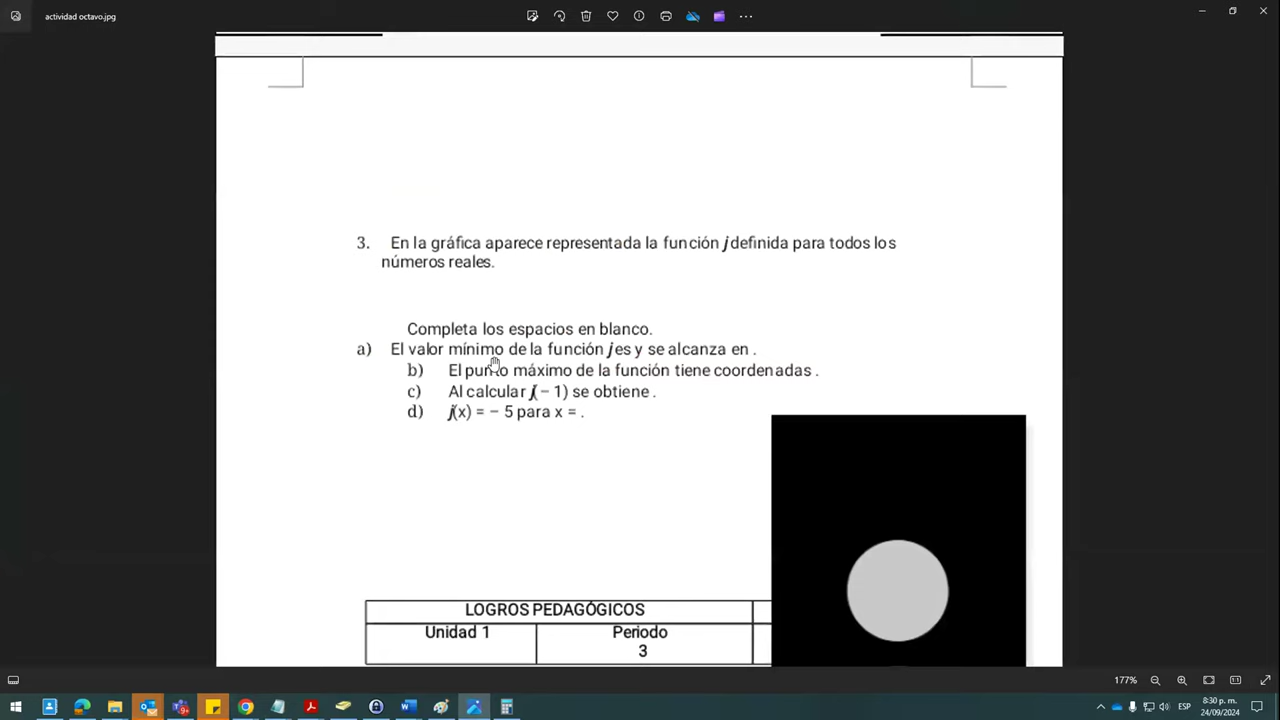 actividad octavo.jpg
3. En la gráfica aparece representada la función j definida para todos los
números reales.
Completa los espacios en blanco.
a) El valor mínimo de la función j es y se alcanza en .
b) El punto máximo de la función tiene coordenadas .
c) Al calcular j(− 1) se obtiene .
d) j(x) = − 5 para x = .
LOGROS PEDAGÓGICOS
Unidad 1 Periodo
3
177%
ESP
8:30 p. m.
24/09/2024